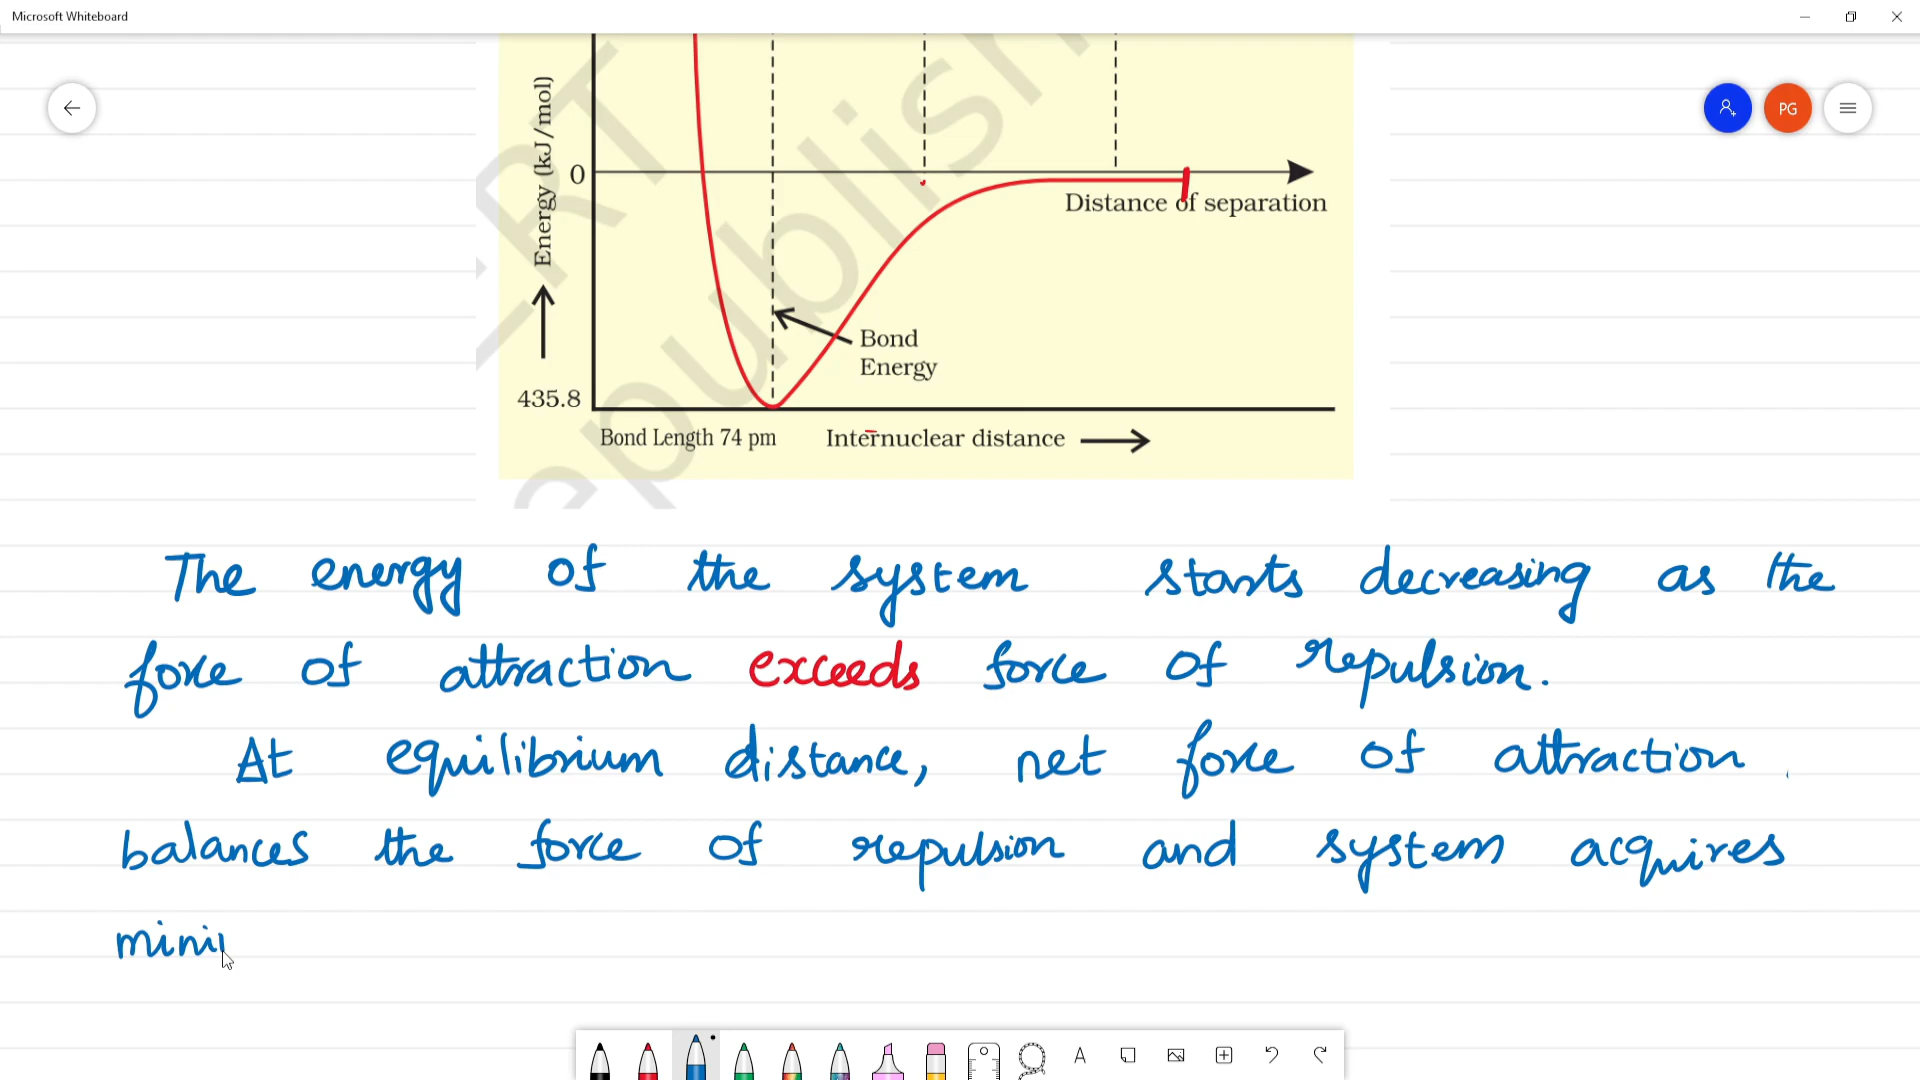 Microsoft Whiteboard
PG
Energy (kJ/mol)
0
Distance of separation
Bond
Energy
435.8
Bond Length 74 pm
Internuclear distance
The energy of the system starts decreasing as the
force of attraction exceeds force of repulsion.
At equilibrium distance, net force of attraction
balances the force of repulsion and system acquires
mini
A